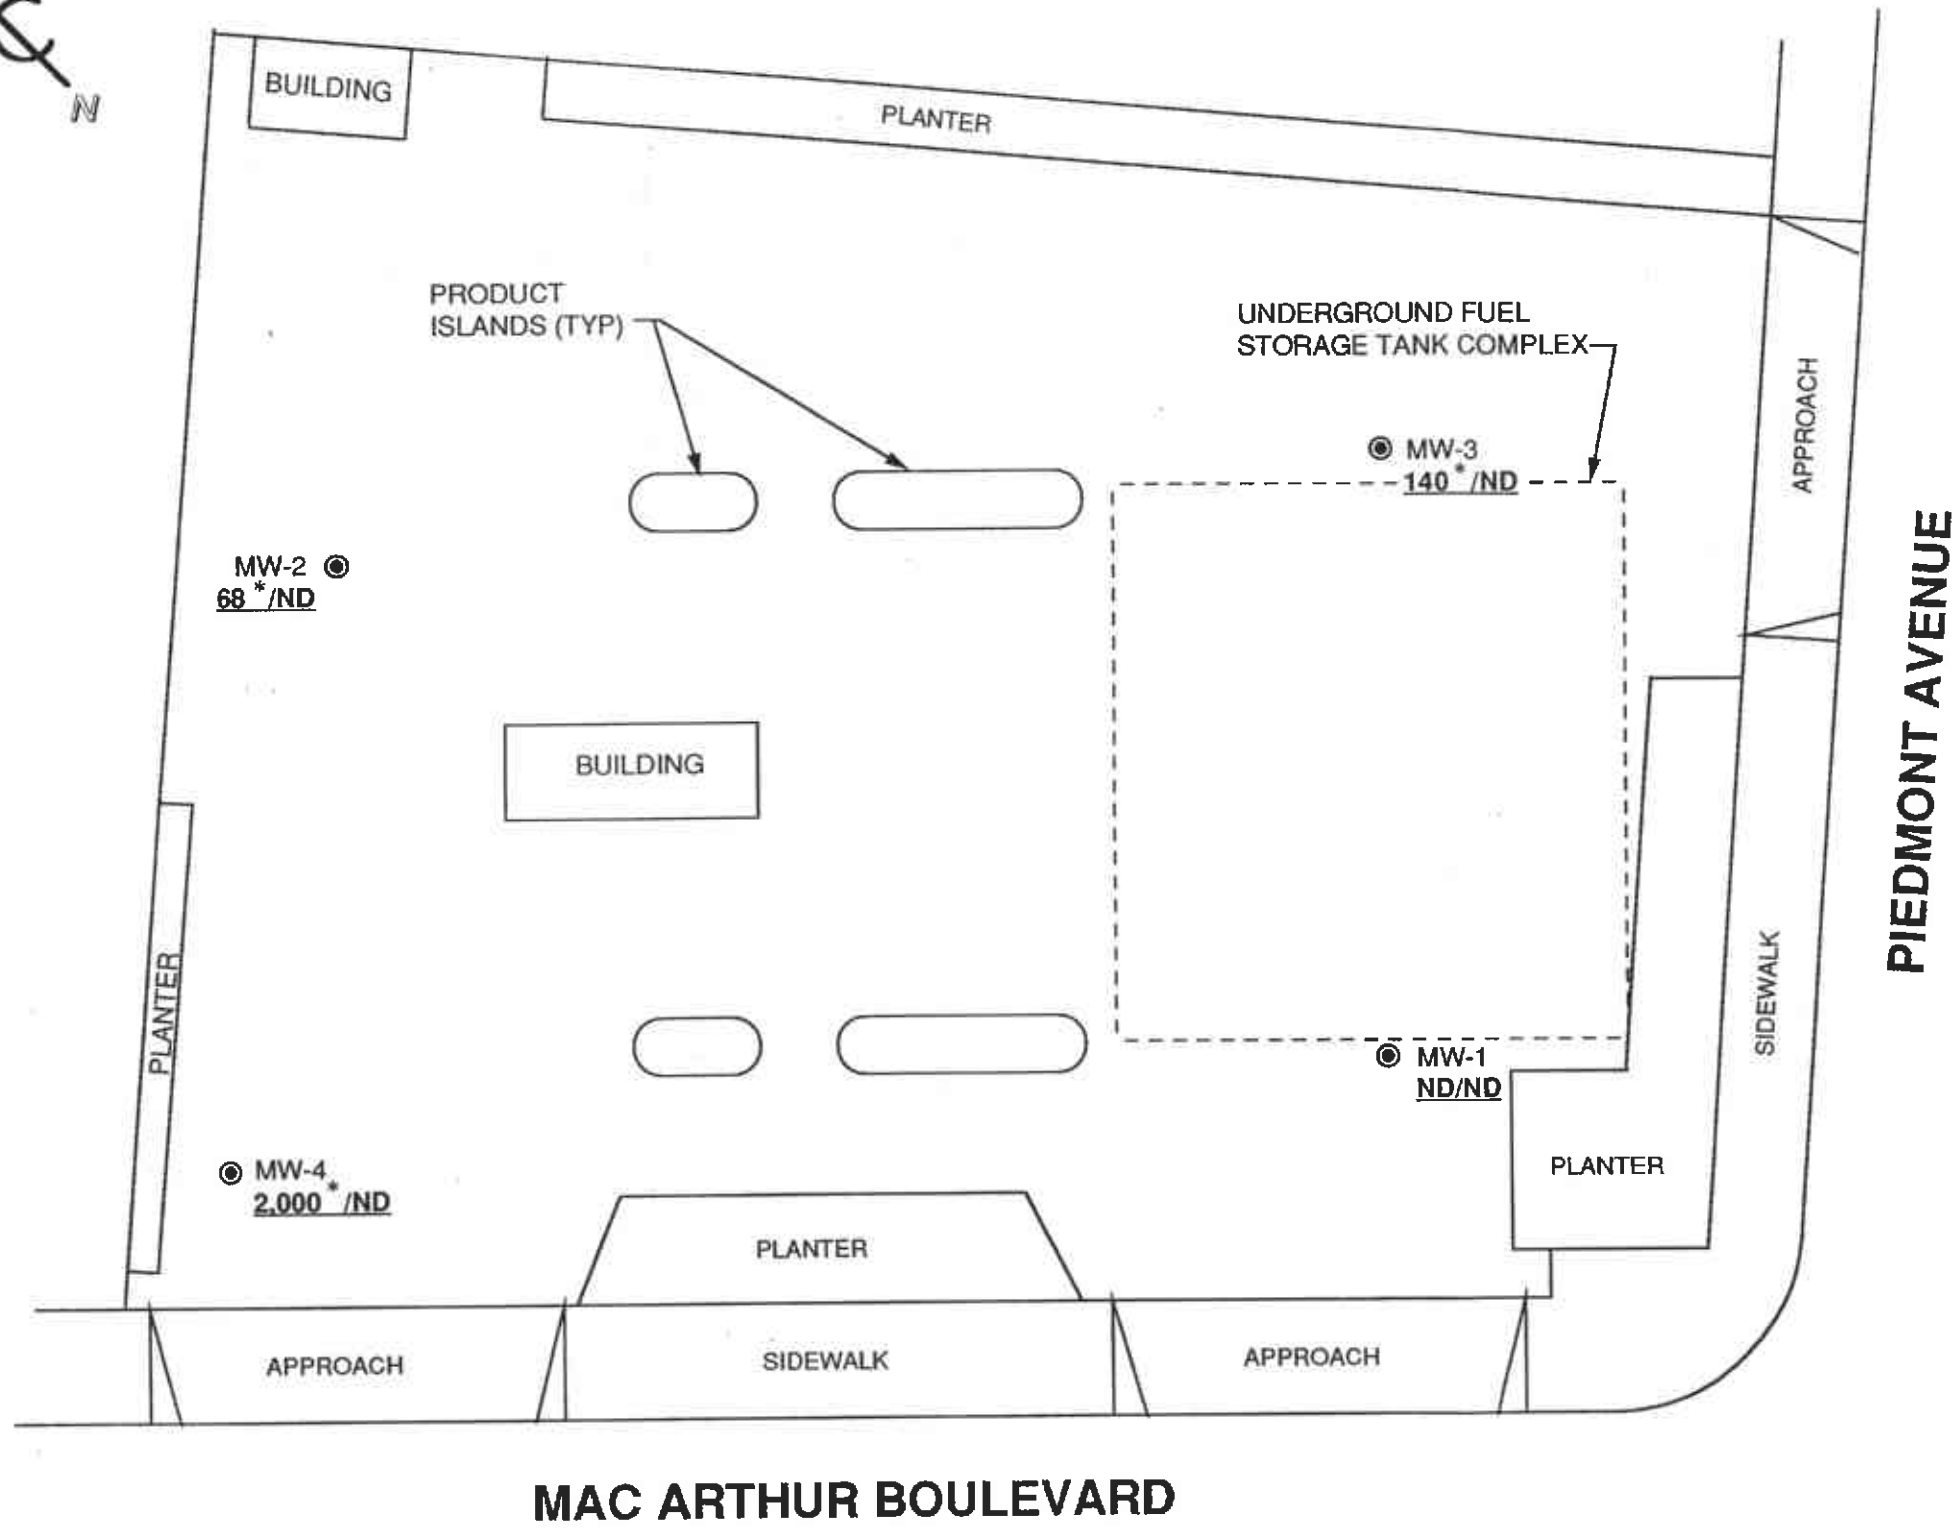 N
BUILDING
PLANTER
PRODUCT
ISLANDS (TYP)
UNDERGROUND FUEL
STORAGE TANK COMPLEX
APPROACH
MW-3
140*/ND
MW-2
68*/ND
PIEDMONT AVENUE
BUILDING
PLANTER
SIDEWALK
MW-1
ND/ND
MW-4
2,000*/ND
PLANTER
PLANTER
APPROACH
SIDEWALK
APPROACH
MAC ARTHUR BOULEVARD